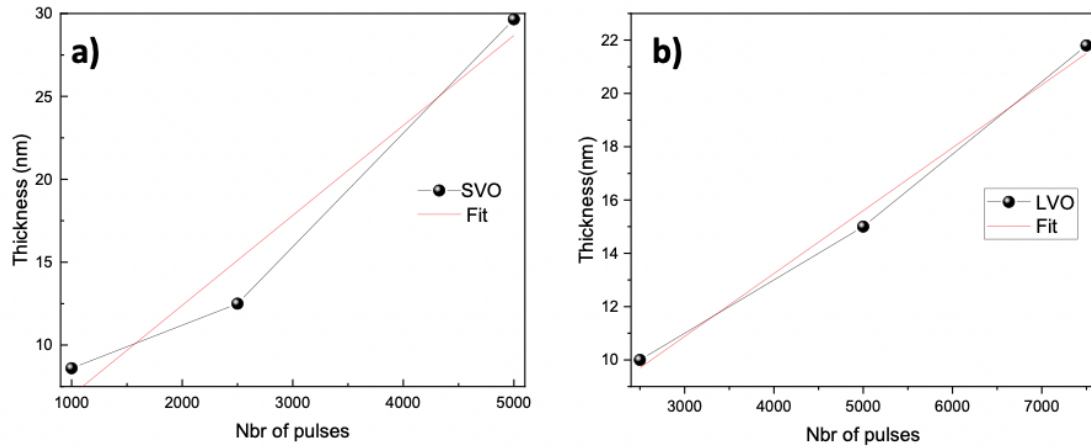 a)
30
25
20
15
10
Thickness (nm)
SVO
Fit
1000 2000 3000 4000 5000
Nbr of pulses
b)
22
20
18
16
14
12
10
Thickness(nm)
LVO
Fit
3000 4000 5000 6000 7000
Nbr of pulses